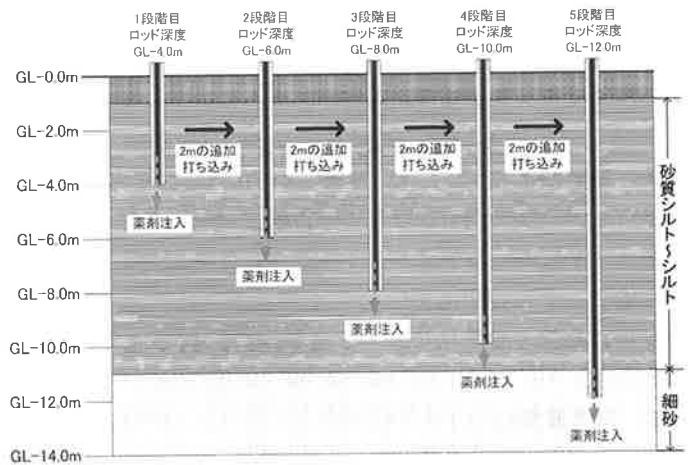 1段階目
ロッド深度
GL-4.0m
2段階目
ロッド深度
GL-6.0m
3段階目
ロッド深度
GL-8.0m
4段階目
ロッド深度
GL-10.0m
5段階目
ロッド深度
GL-12.0m
GL-0.0m
GL-2.0m
GL-4.0m
GL-6.0m
GL-8.0m
GL-10.0m
GL-12.0m
GL-14.0m
2mの追加
打ち込み
2mの追加
打ち込み
2mの追加
打ち込み
2mの追加
打ち込み
薬剤注入
薬剤注入
薬剤注入
薬剤注入
薬剤注入
砂質シルト〜シルト
細砂